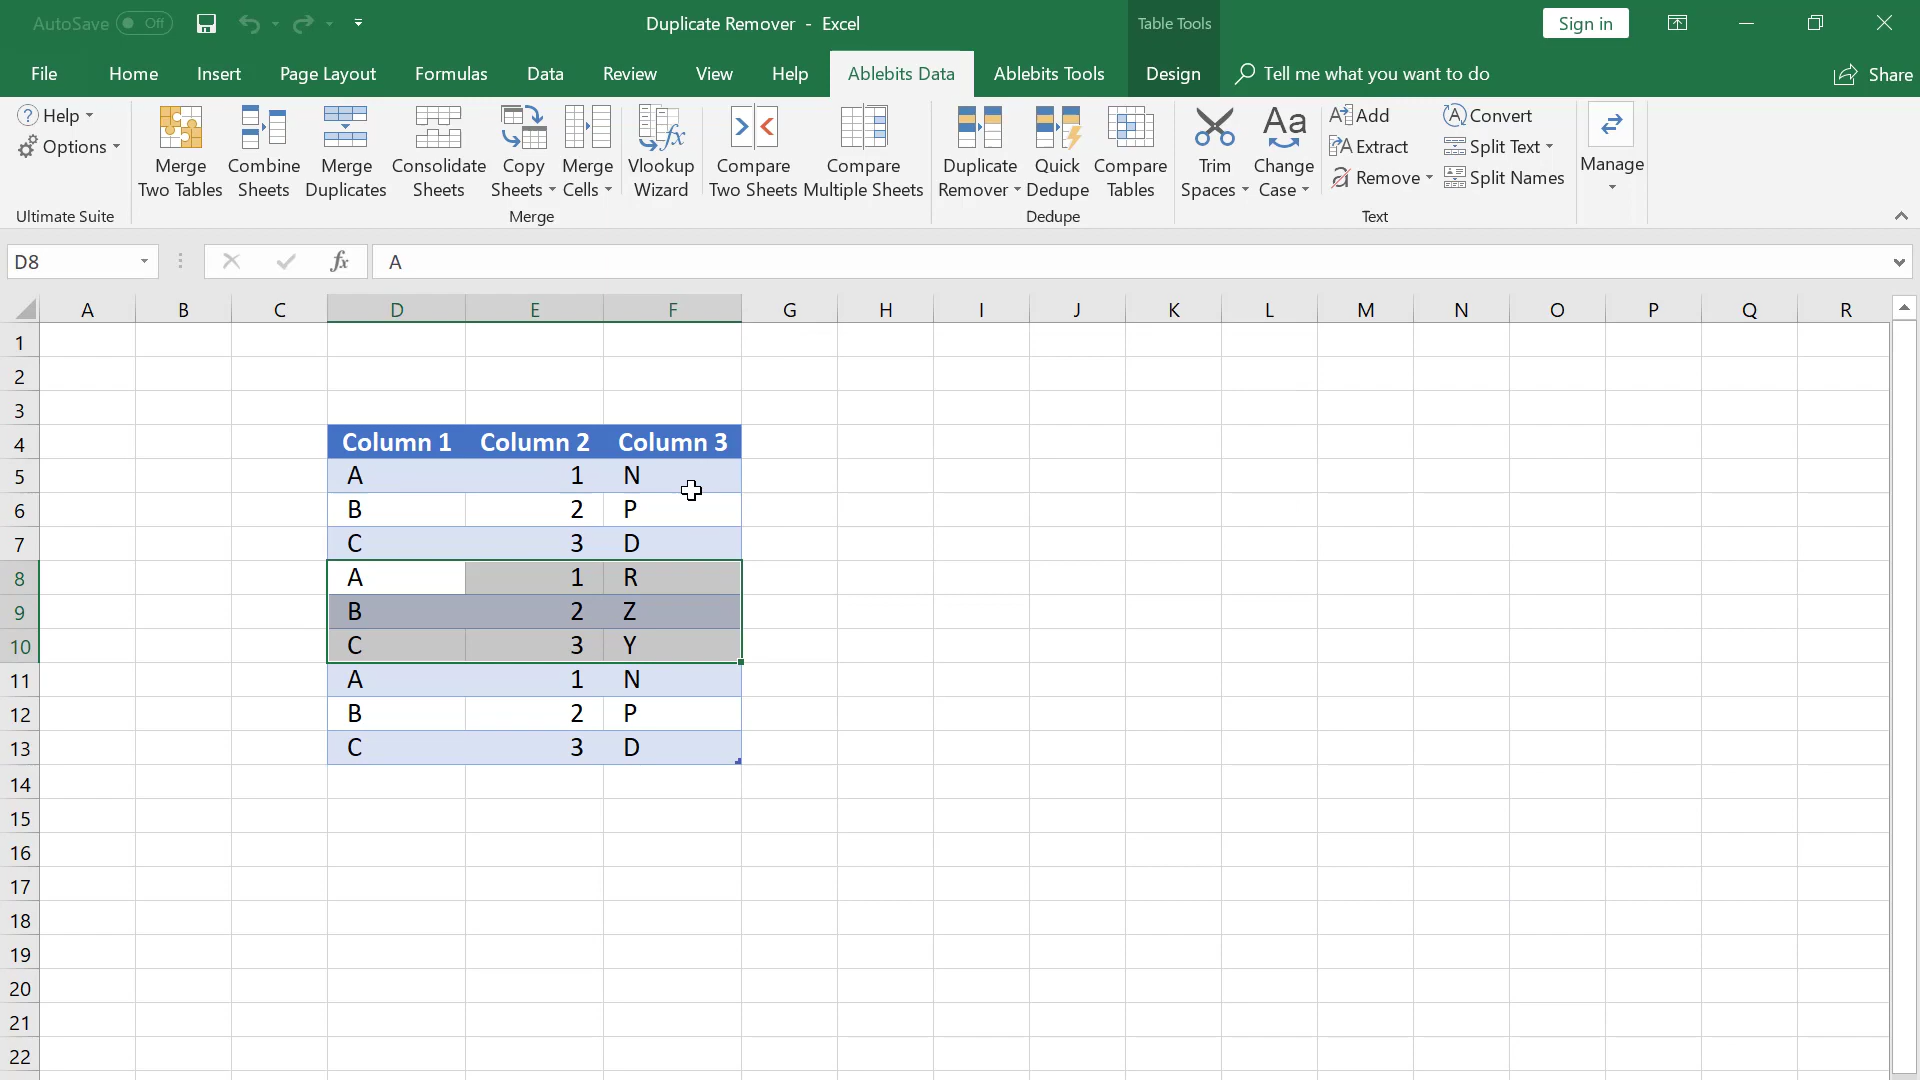 AutoSave Off Duplicate Remover - Excel Table Tools Sign in
File Home Insert Page Layout Formulas Data Review View Help Ablebits Data Ablebits Tools Design Tell me what you want to do Share
Help
Options
Ultimate Suite
Merge Two Tables
Combine Sheets
Merge Duplicates
Consolidate Sheets
Copy Sheets
Merge Cells
Vlookup Wizard
Compare Two Sheets
Compare Multiple Sheets
Merge
Duplicate Remover
Quick Dedupe
Compare Tables
Dedupe
Trim Spaces
Change Case
Add
Extract
Remove
Convert
Split Text
Split Names
Text
Manage
D8 fx A
A B C D E F G H I J K L M N O P Q R
1
2
3
4 Column 1 Column 2 Column 3
5 A 1 N
6 B 2 P
7 C 3 D
8 A 1 R
9 B 2 Z
10 C 3 Y
11 A 1 N
12 B 2 P
13 C 3 D
14
15
16
17
18
19
20
21
22